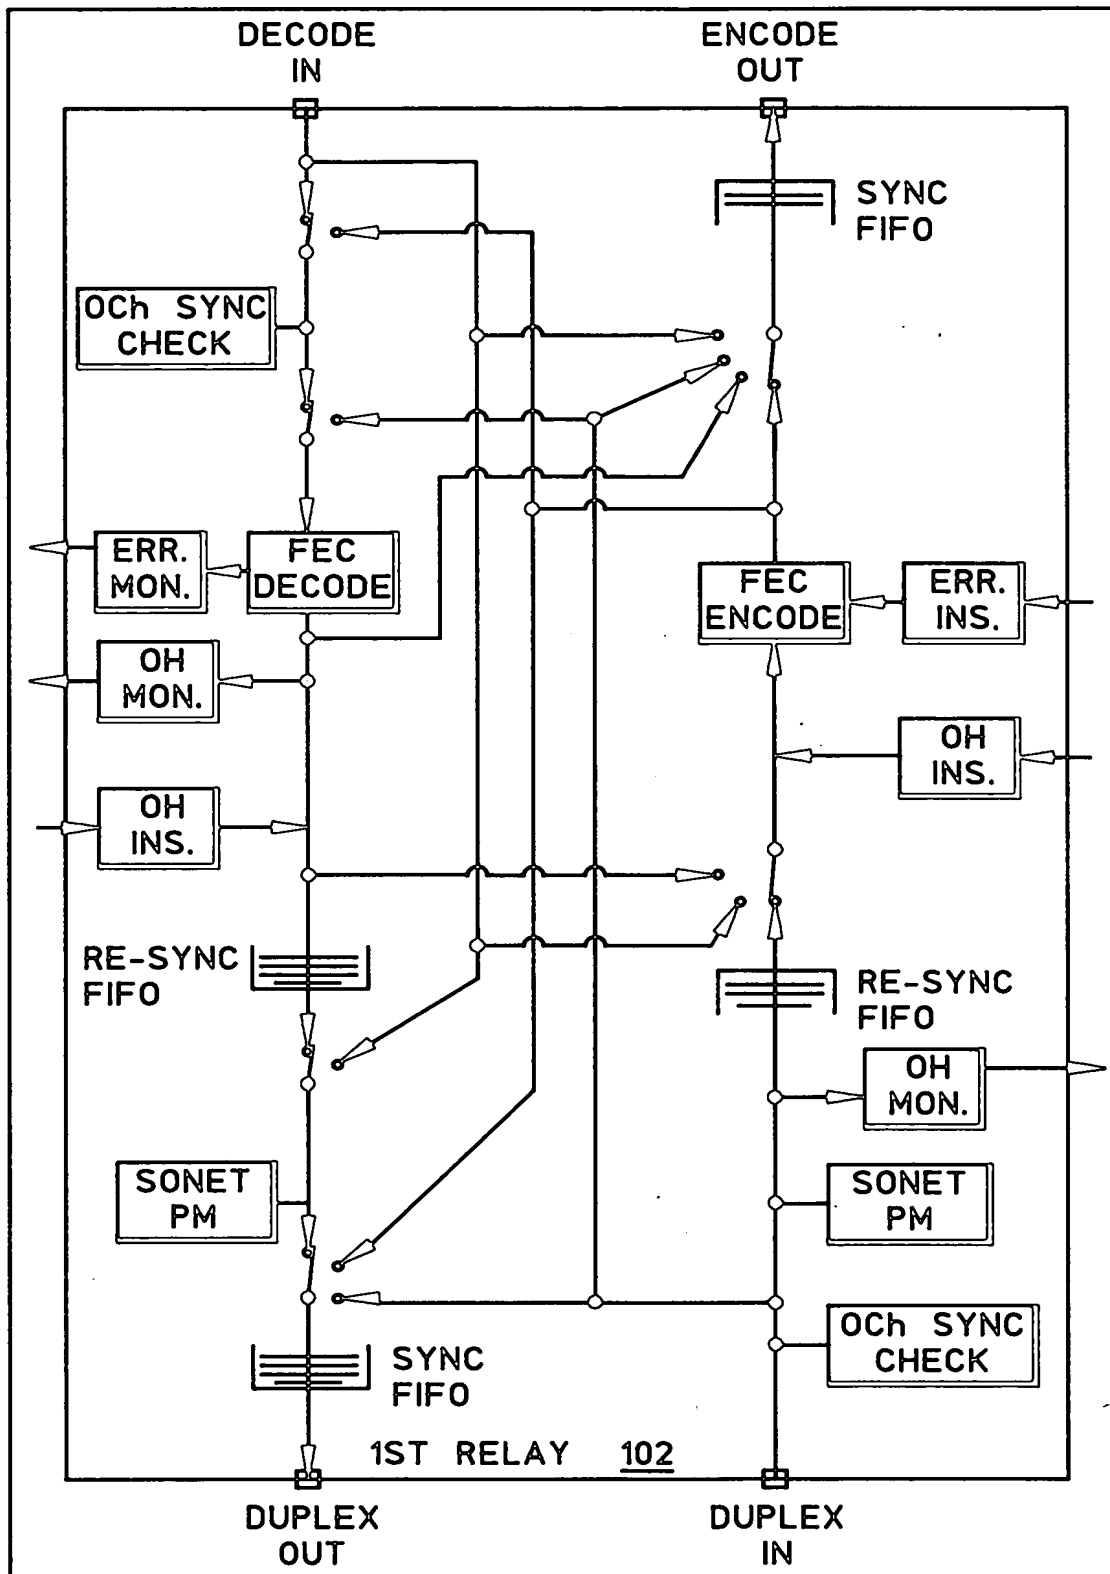 DECODE
IN
ENCODE
OUT
SYNC
FIFO
OCh SYNC
CHECK
ERR.
MON.
FEC
DECODE
FEC
ENCODE
ERR.
INS.
OH
MON.
OH
INS.
OH
INS.
RE-SYNC
FIFO
RE-SYNC
FIFO
OH
MON.
SONET
PM
SONET
PM
OCh SYNC
CHECK
SYNC
FIFO
1ST RELAY 102
DUPLEX
OUT
DUPLEX
IN